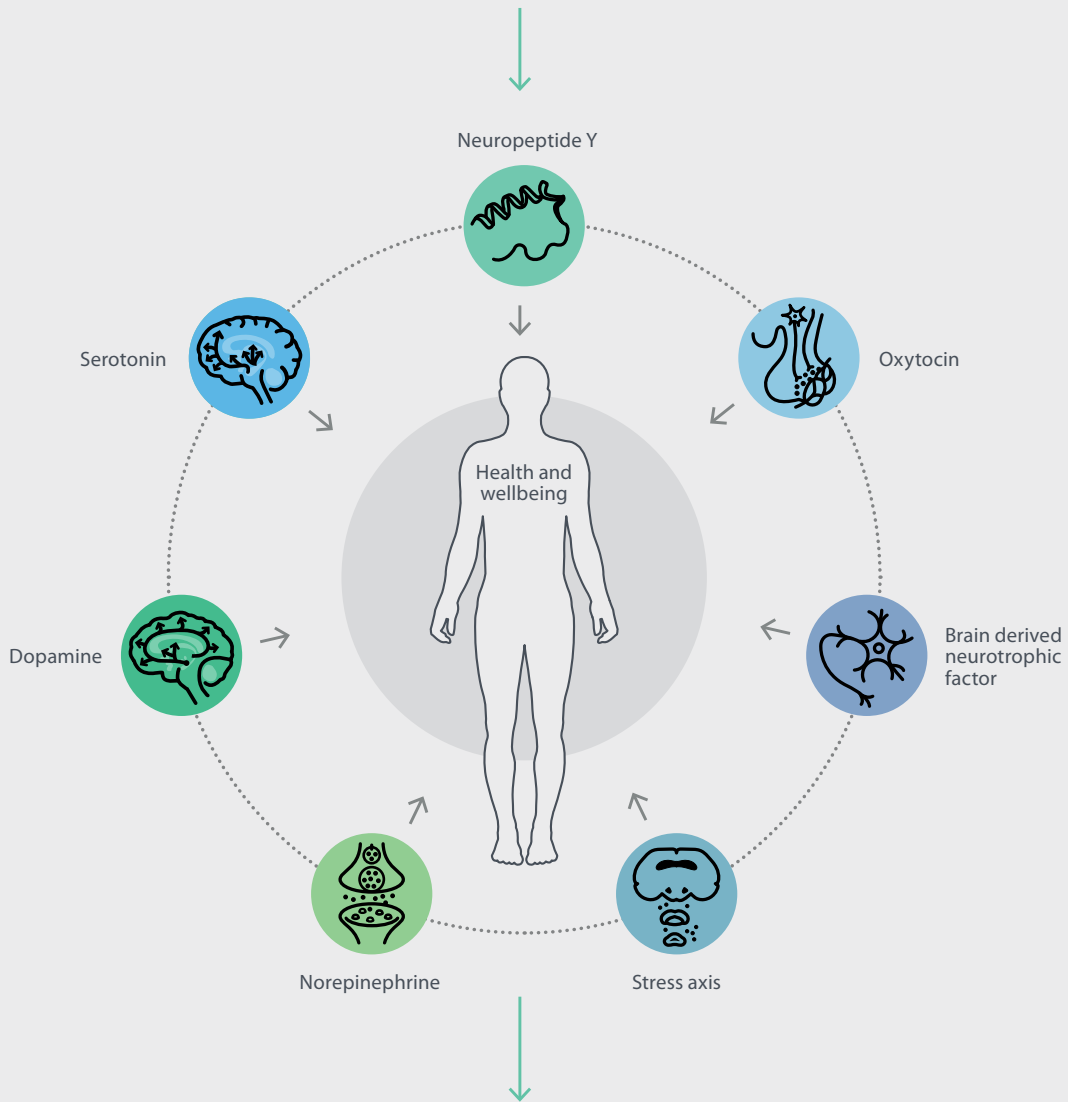 Neuropeptide Y
Serotonin
Oxytocin
Health and
wellbeing
Dopamine
Brain derived
neurotrophic
factor
Norepinephrine
Stress axis